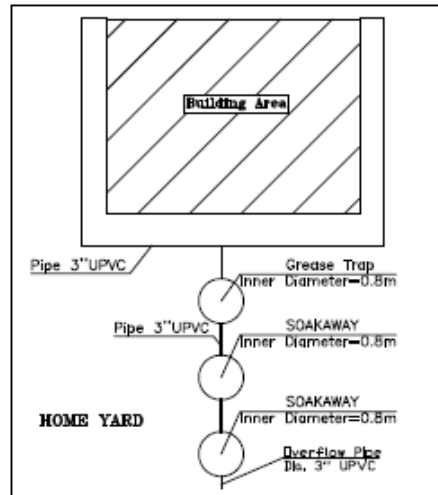 Building Area
Pipe 3"UPVC
Grease Trap
Inner Diameter=0.8m
Pipe 3"UPVC
SOAKAWAY
Inner Diameter=0.8m
SOAKAWAY
Inner Diameter=0.8m
HOME YARD
Overflow Pipe
Dia. 3" UPVC